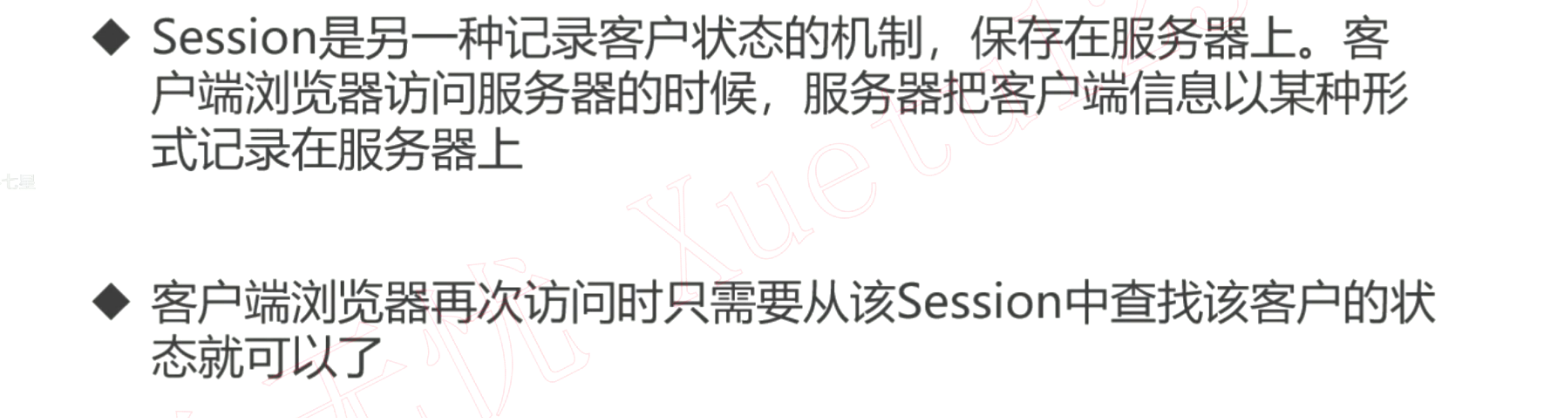 ◆ Session是另一种记录客户状态的机制，保存在服务器上。客
户端浏览器访问服务器的时候，服务器把客户端信息以某种形
式记录在服务器上
七星
◆ 客户端浏览器再次访问时只需要从该Session中查找该客户的状
态就可以了
无忧 Xuetui